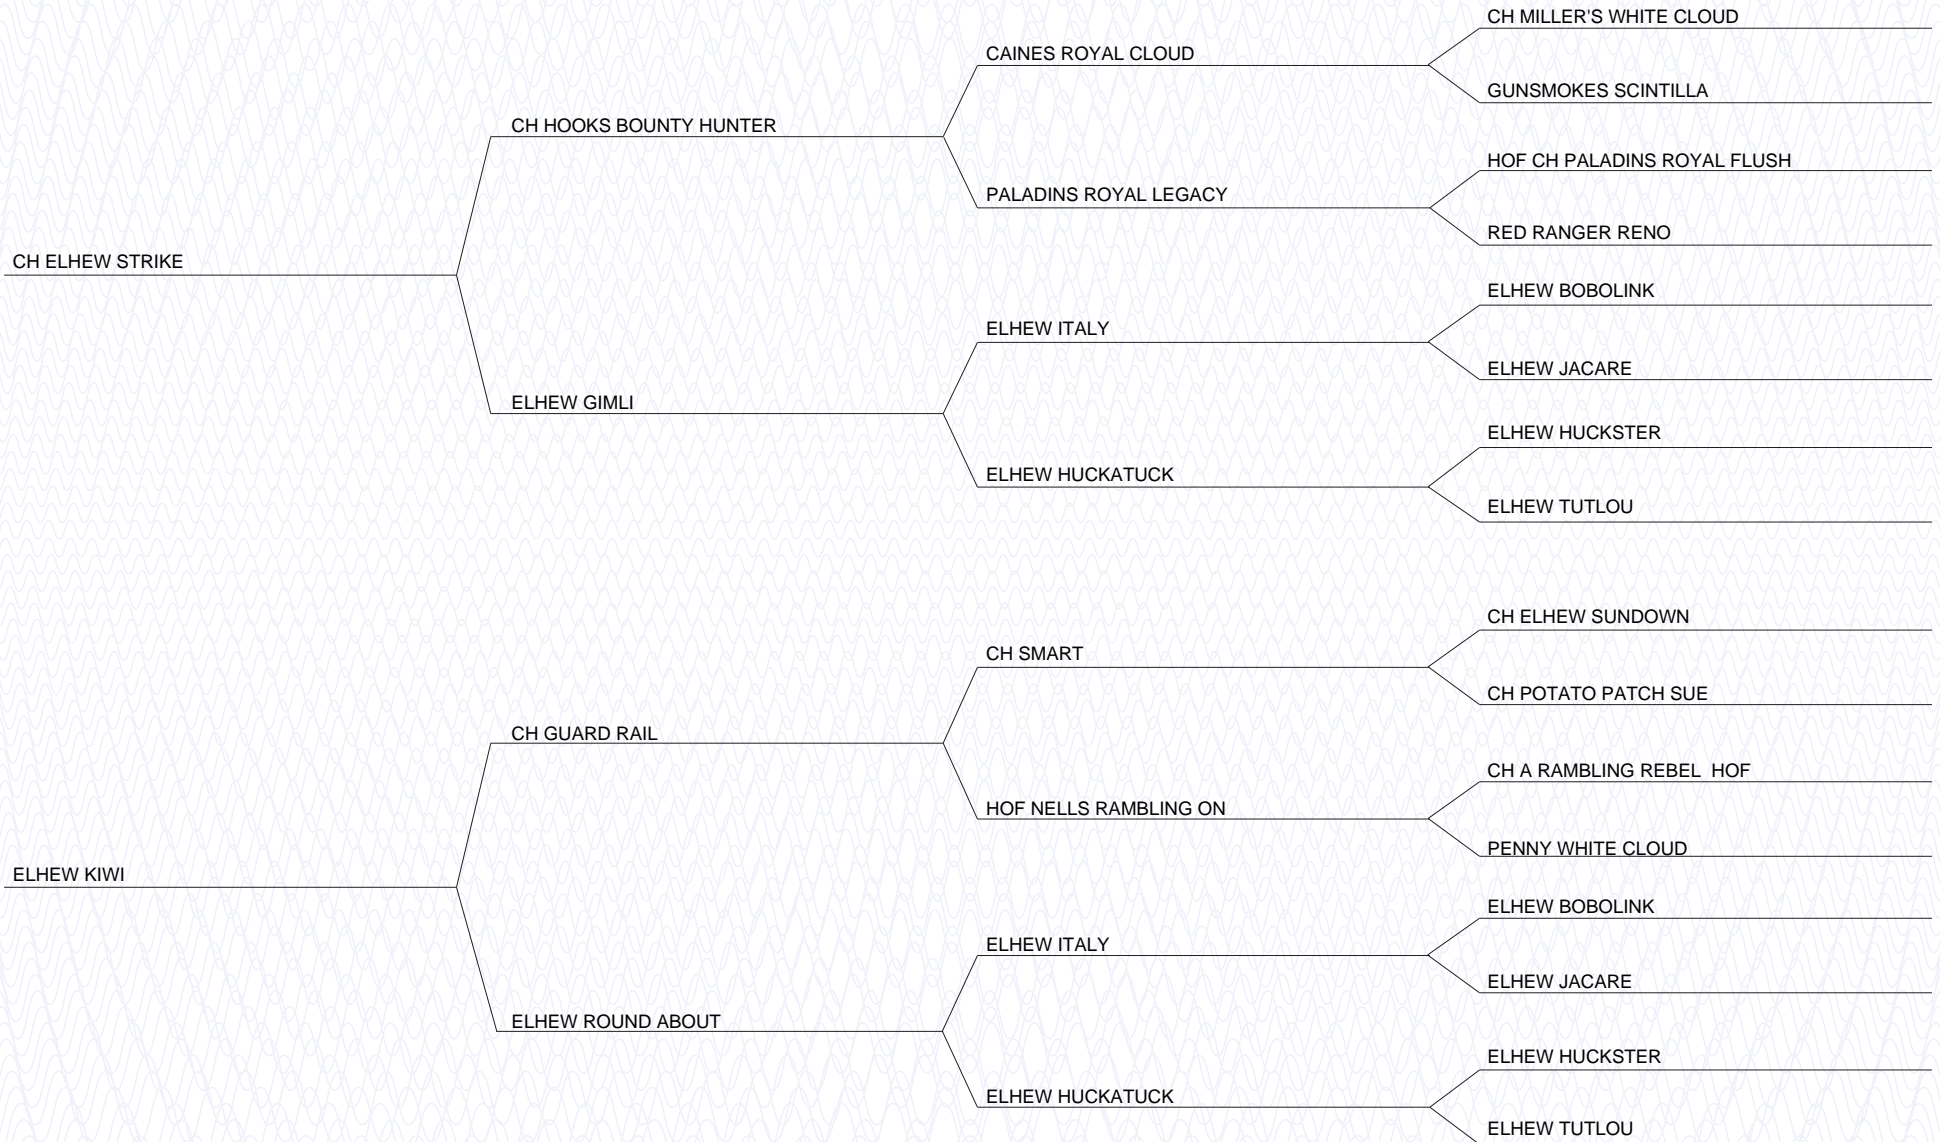 CH MILLER'S WHITE CLOUD
CAINES ROYAL CLOUD
GUNSMOKES SCINTILLA
CH HOOKS BOUNTY HUNTER
HOF CH PALADINS ROYAL FLUSH
PALADINS ROYAL LEGACY
RED RANGER RENO
CH ELHEW STRIKE
ELHEW BOBOLINK
ELHEW ITALY
ELHEW JACARE
ELHEW GIMLI
ELHEW HUCKSTER
ELHEW HUCKATUCK
ELHEW TUTLOU
CH ELHEW SUNDOWN
CH SMART
CH POTATO PATCH SUE
CH GUARD RAIL
CH A RAMBLING REBEL  HOF
HOF NELLS RAMBLING ON
PENNY WHITE CLOUD
ELHEW KIWI
ELHEW BOBOLINK
ELHEW ITALY
ELHEW JACARE
ELHEW ROUND ABOUT
ELHEW HUCKSTER
ELHEW HUCKATUCK
ELHEW TUTLOU